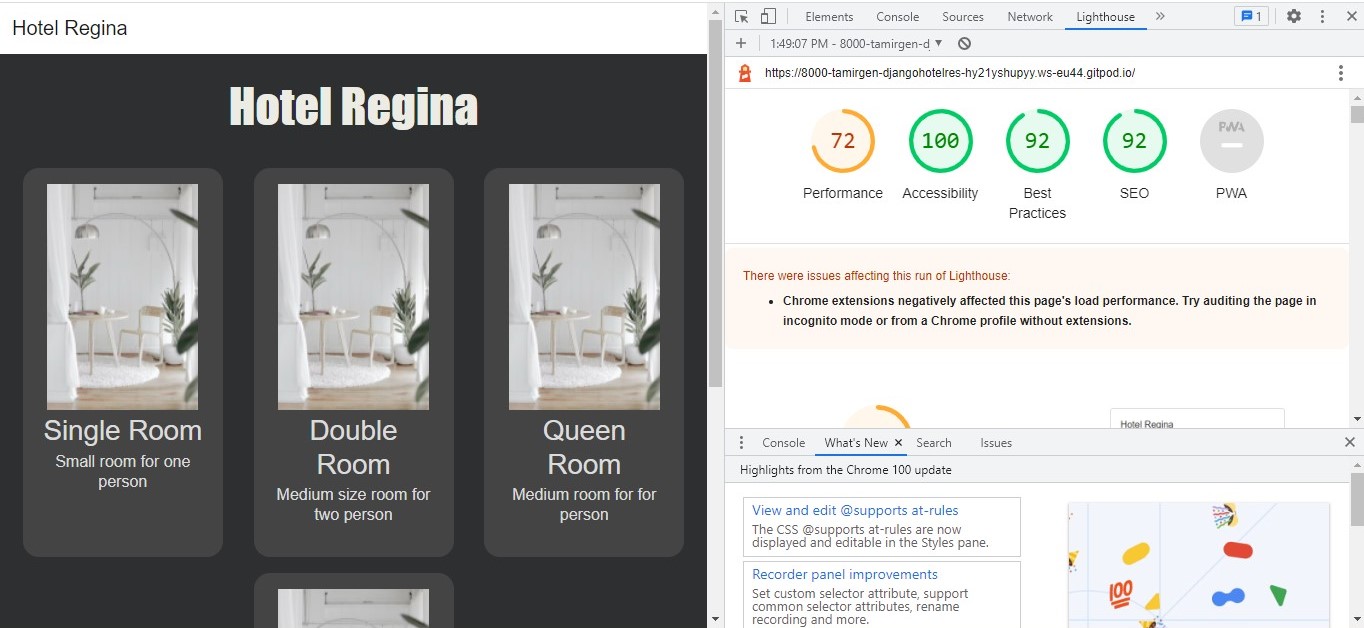 Hotel Regina
Hotel Regina
Single Room
Small room for one
person
Double
Room
Medium size room for
two person
Queen
Room
Medium room for for
person
Elements Console Sources Network Lighthouse » 1
1:49:07 PM - 8000-tamirgen-d
https://8000-tamirgen-djangohotelres-hy21yshupyy.ws-eu44.gitpod.io/
72 100 92 92 PWA
Performance Accessibility Best Practices SEO PWA
There were issues affecting this run of Lighthouse:
• Chrome extensions negatively affected this page's load performance. Try auditing the page in
incognito mode or from a Chrome profile without extensions.
Hotel Regina
Console What's New × Search Issues
Highlights from the Chrome 100 update
View and edit @supports at-rules
The CSS @supports at-rules are now
displayed and editable in the Styles pane.
Recorder panel improvements
Set custom selector attribute, support
common selector attributes, rename
recording and more.
100